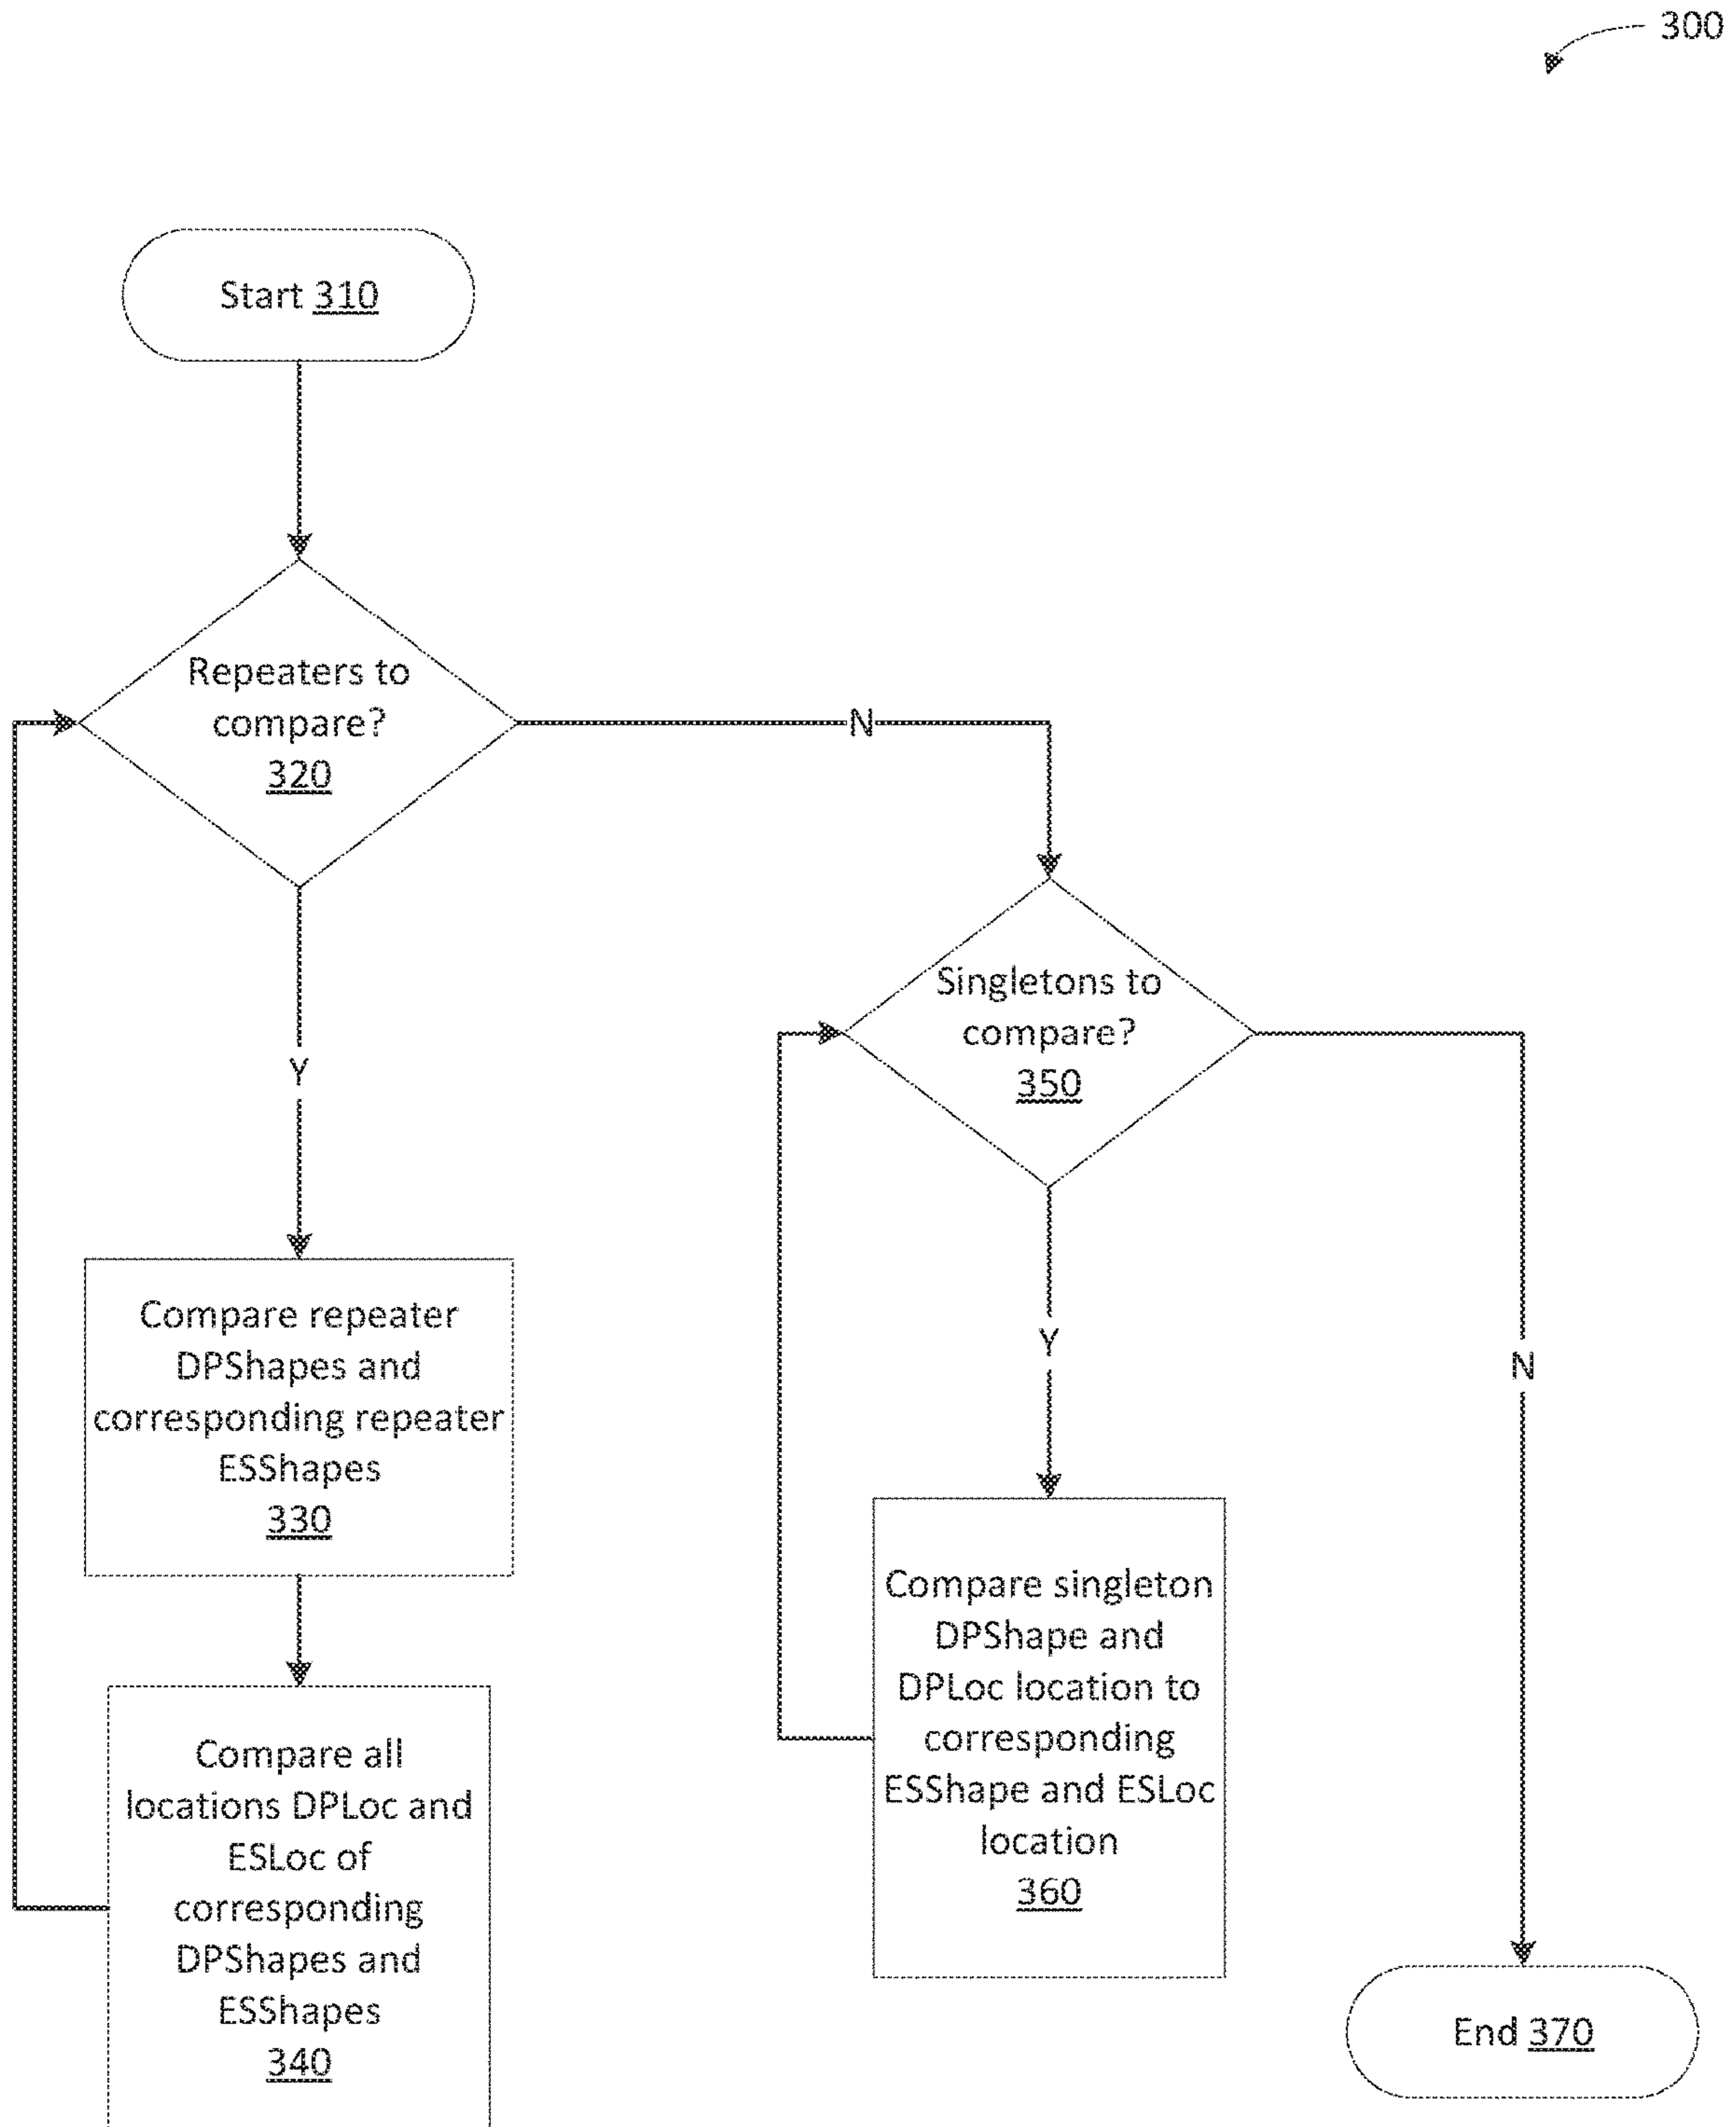 300
Start 310
Repeaters to
compare?
320
N
Y
Singletons to
compare?
350
Y
N
Compare repeater
DPShapes and
corresponding repeater
ESShapes
330
Compare all
locations DPLoc and
ESLoc of
corresponding
DPShapes and
ESShapes
340
Compare singleton
DPShape and
DPLoc location to
corresponding
ESShape and ESLoc
location
360
End 370